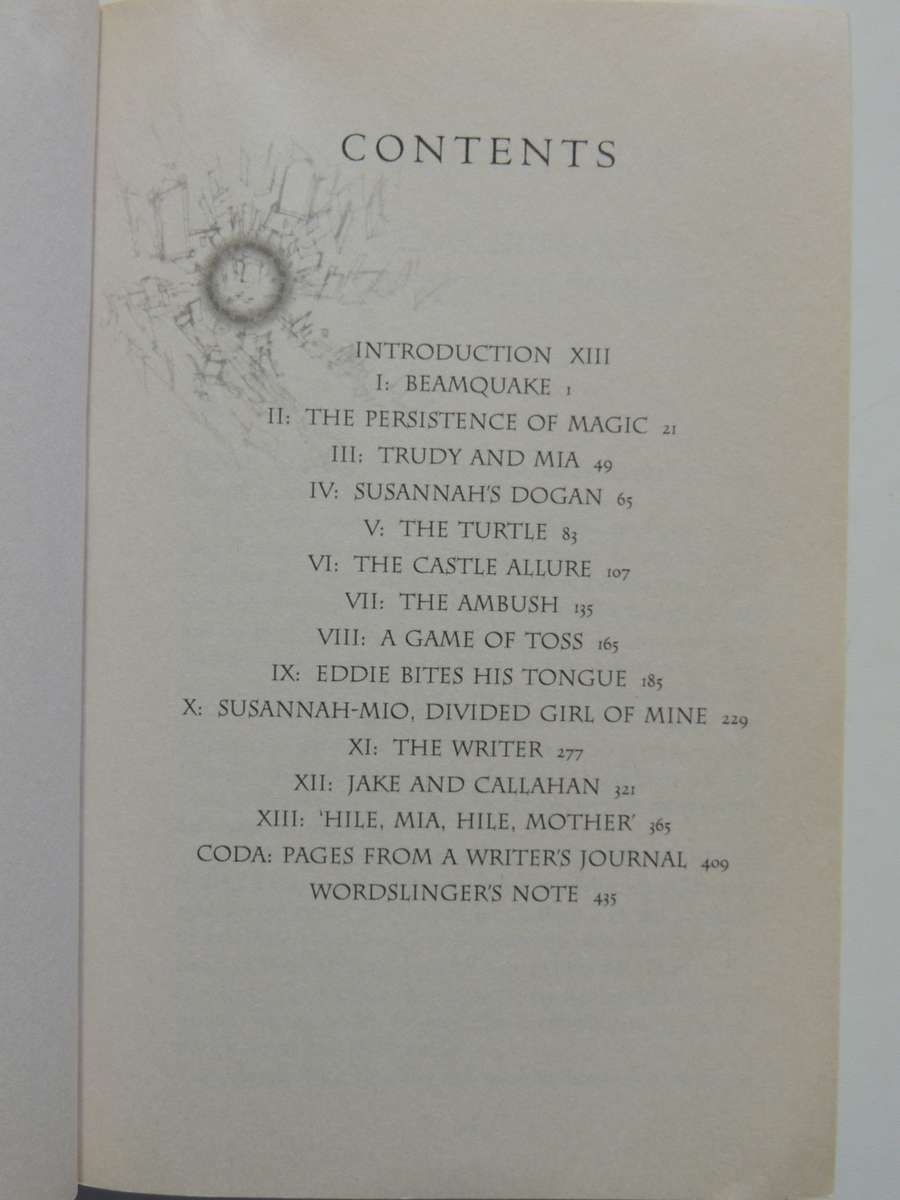 CONTENTS
INTRODUCTION XIII
I: BEAMQUAKE 1
II: THE PERSISTENCE OF MAGIC 21
III: TRUDY AND MIA 49
IV: SUSANNAH'S DOGAN 65
V: THE TURTLE 83
VI: THE CASTLE ALLURE 107
VII: THE AMBUSH 135
VIII: A GAME OF TOSS 165
IX: EDDIE BITES HIS TONGUE 185
X: SUSANNAH-MIO, DIVIDED GIRL OF MINE 229
XI: THE WRITER 277
XII: JAKE AND CALLAHAN 321
XIII: 'HILE, MIA, HILE, MOTHER' 365
CODA: PAGES FROM A WRITER'S JOURNAL 409
WORDSLINGER'S NOTE 435